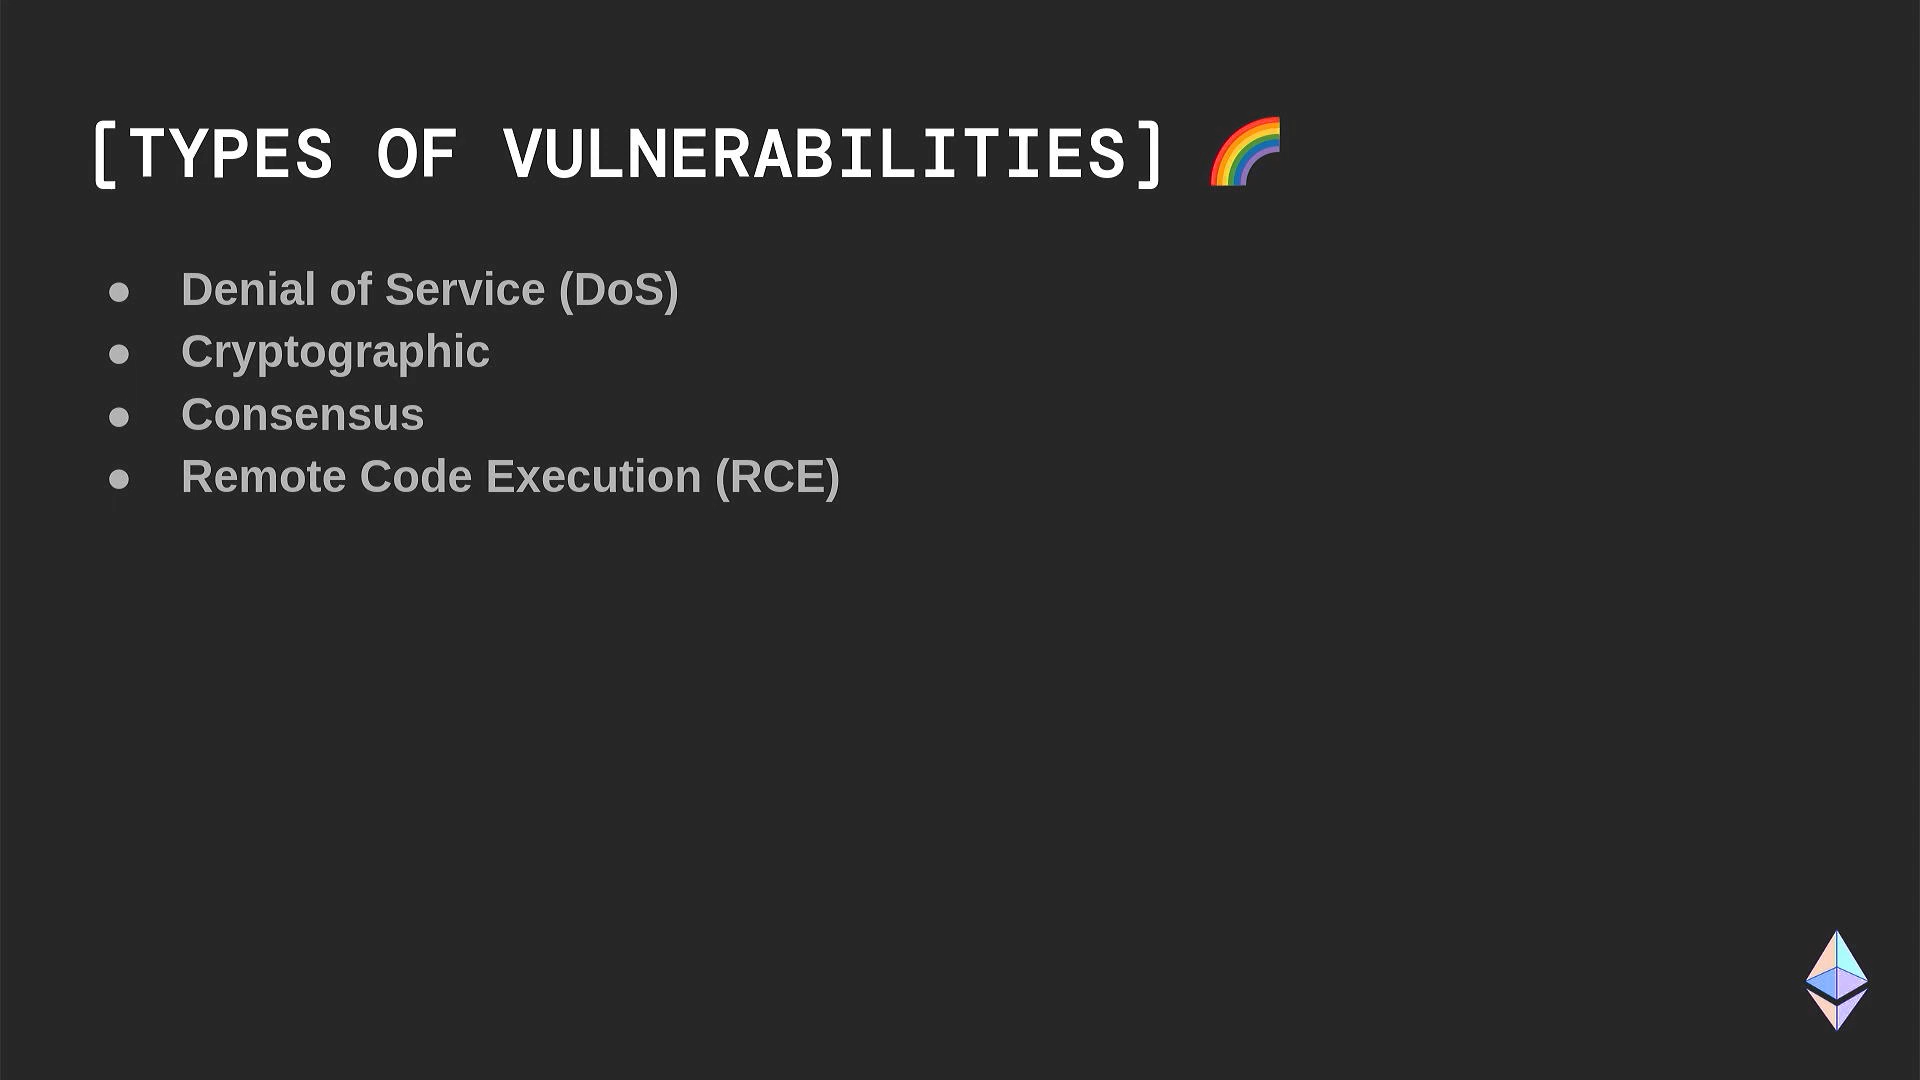 [TYPES OF VULNERABILITIES] 🌈
● Denial of Service (DoS)
● Cryptographic
● Consensus
● Remote Code Execution (RCE)